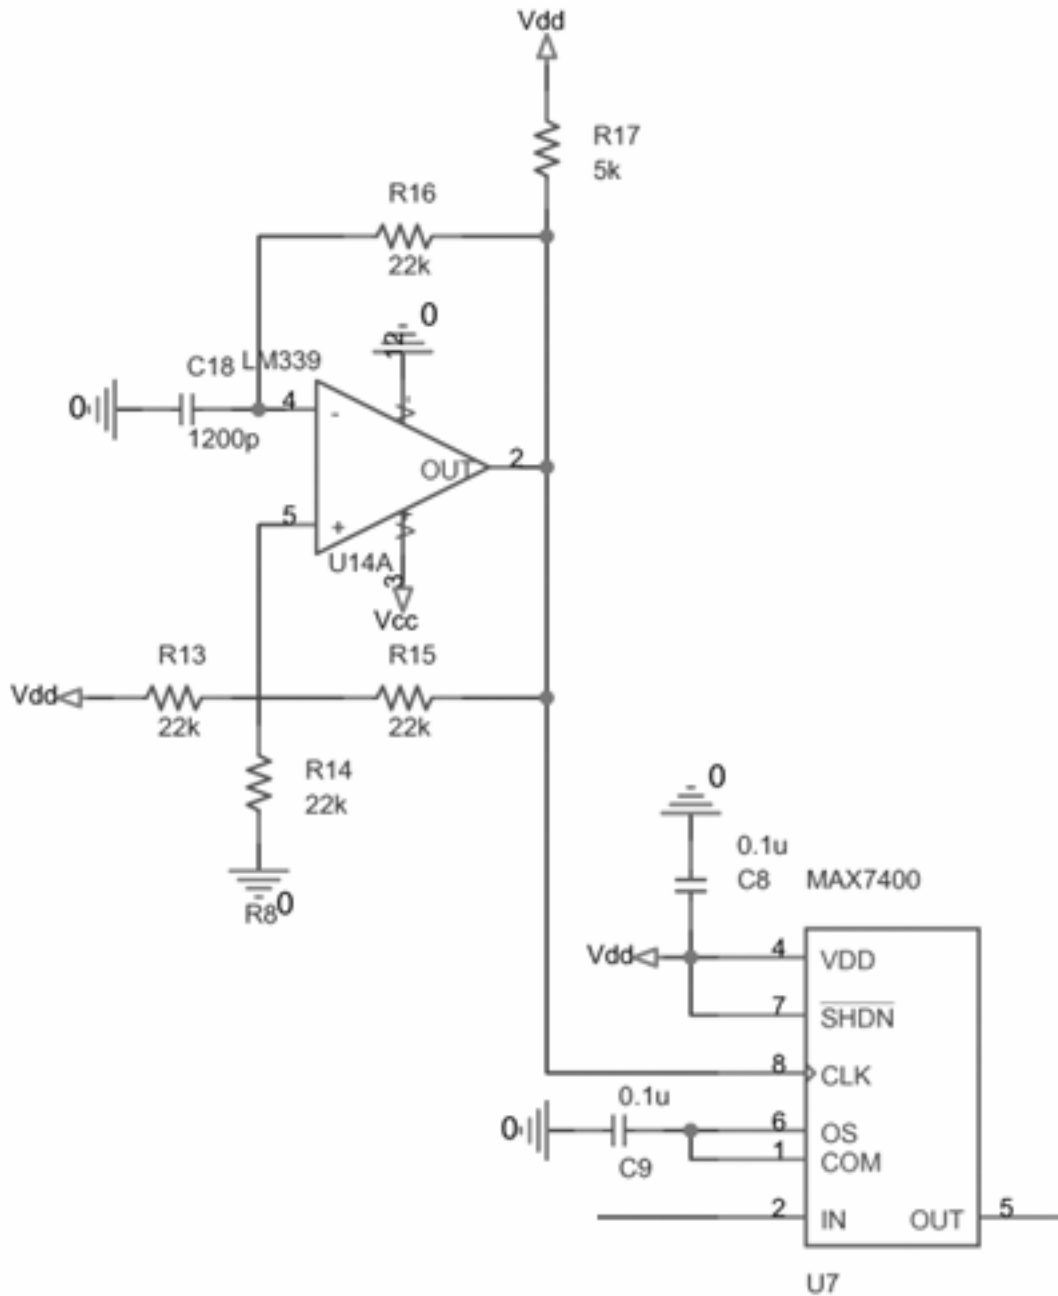 Vdd
R17
5k
R16
22k
0
12
C18
LM339
0
4
-
V-
1200p
OUT
2
5
+
V+
U14A
3
Vcc
R13
R15
Vdd
22k
22k
R14
22k
0
0.1u
C8
MAX7400
R8
0
Vdd
4
VDD
7
SHDN
8
CLK
0.1u
0
6
OS
1
COM
C9
2
IN
OUT
5
U7